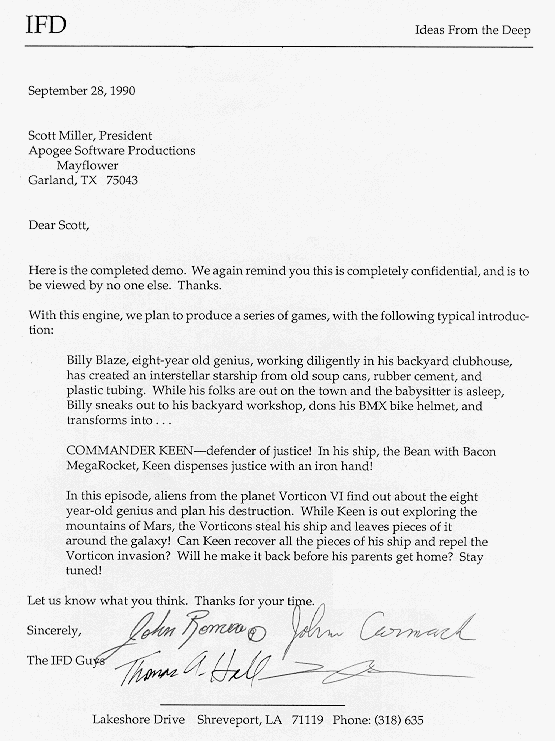 IFD
Ideas From the Deep
September 28, 1990
Scott Miller, President
Apogee Software Productions
Mayflower
Garland, TX 75043
Dear Scott,
Here is the completed demo. We again remind you this is completely confidential, and is to
be viewed by no one else. Thanks.
With this engine, we plan to produce a series of games, with the following typical introduc-
tion:
Billy Blaze, eight-year old genius, working diligently in his backyard clubhouse,
has created an interstellar starship from old soup cans, rubber cement, and
plastic tubing. While his folks are out on the town and the babysitter is asleep,
Billy sneaks out to his backyard workshop, dons his BMX bike helmet, and
transforms into . . .
COMMANDER KEEN—defender of justice! In his ship, the Bean with Bacon
MegaRocket, Keen dispenses justice with an iron hand!
In this episode, aliens from the planet Vorticon VI find out about the eight
year-old genius and plan his destruction. While Keen is out exploring the
mountains of Mars, the Vorticons steal his ship and leaves pieces of it
around the galaxy! Can Keen recover all the pieces of his ship and repel the
Vorticon invasion? Will he make it back before his parents get home? Stay
tuned!
Let us know what you think. Thanks for your time.
Sincerely, John Romero John Carmack
The IFD Guys Thomas A. Hall
Lakeshore Drive Shreveport, LA 71119 Phone: (318) 635